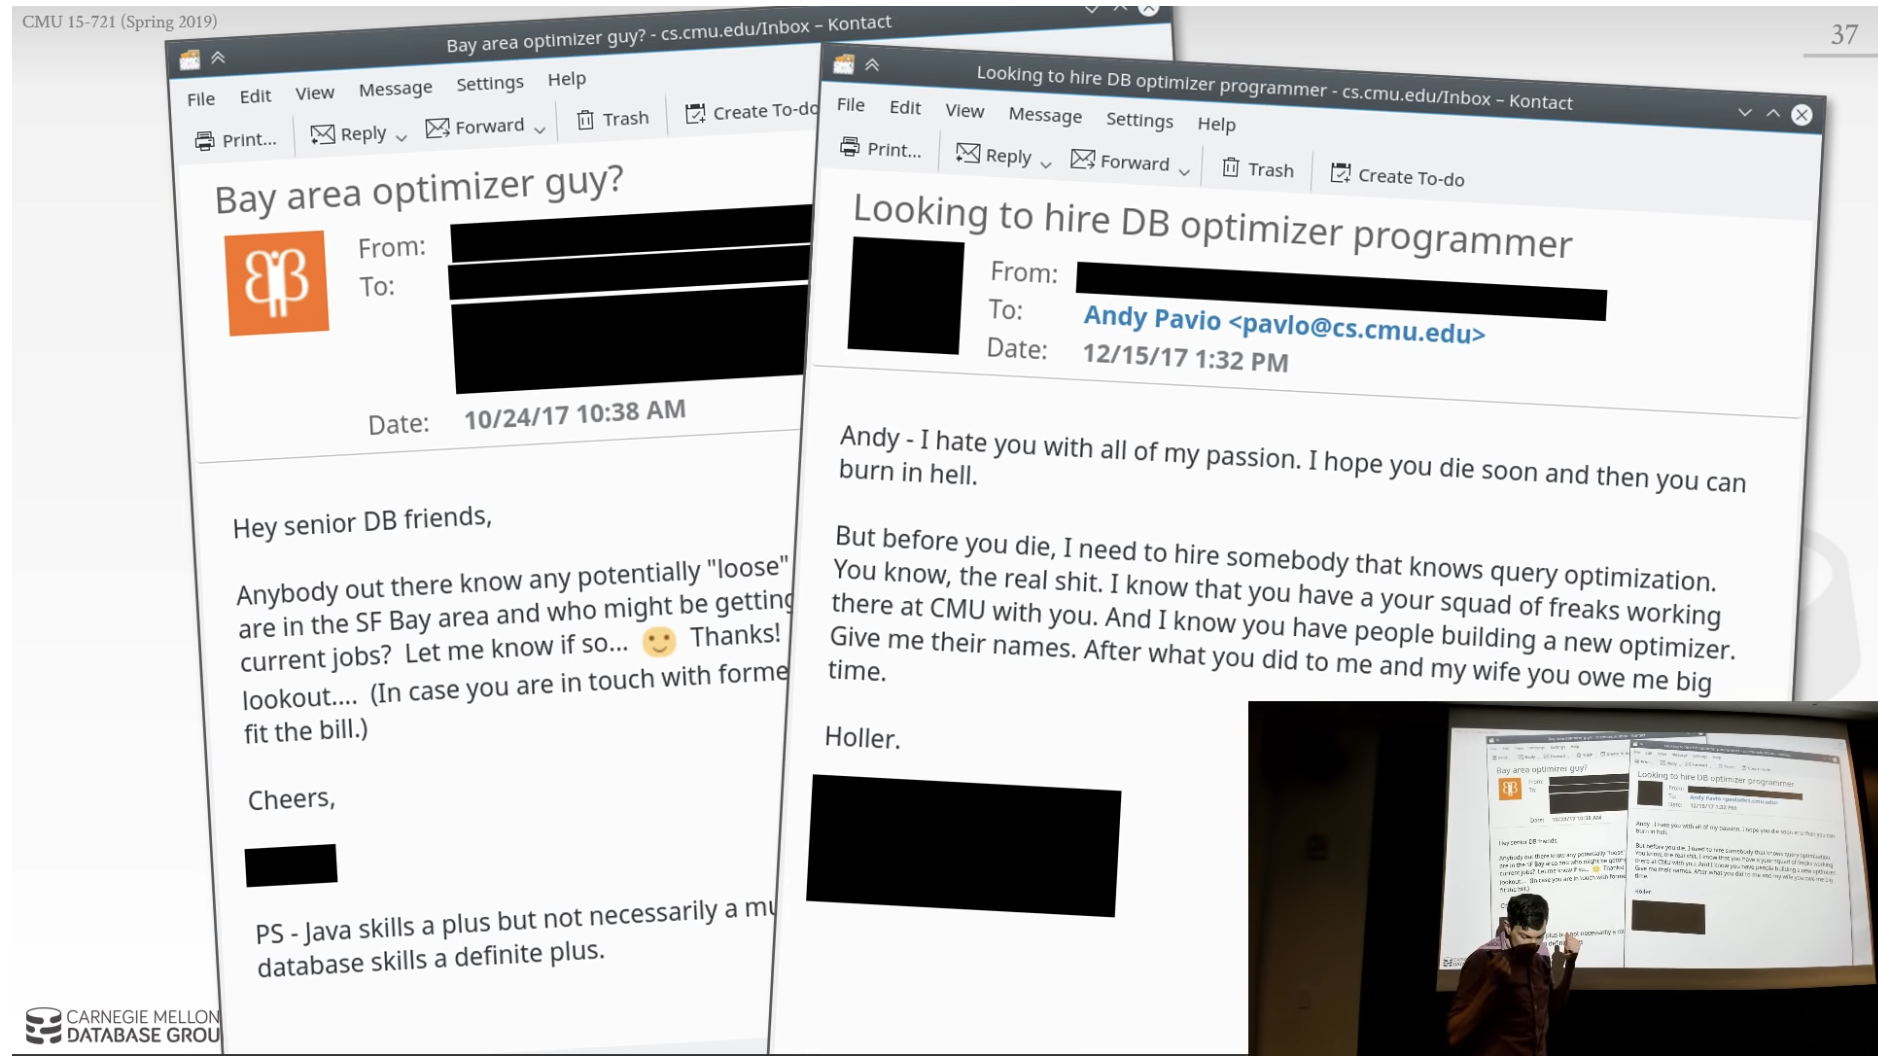 CMU 15-721 (Spring 2019)
37
Bay area optimizer guy? - cs.cmu.edu/Inbox – Kontact
File Edit View Message Settings Help
Print... Reply Forward Trash Create To-do
Bay area optimizer guy?
From:
To:
Date: 10/24/17 10:38 AM
Hey senior DB friends,
Anybody out there know any potentially "loose"
are in the SF Bay area and who might be getting
current jobs? Let me know if so... 🙂 Thanks!
lookout.... (In case you are in touch with forme
fit the bill.)
Cheers,
PS - Java skills a plus but not necessarily a mu
database skills a definite plus.
Looking to hire DB optimizer programmer - cs.cmu.edu/Inbox – Kontact
File Edit View Message Settings Help
Print... Reply Forward Trash Create To-do
Looking to hire DB optimizer programmer
From:
To: Andy Pavio <pavlo@cs.cmu.edu>
Date: 12/15/17 1:32 PM
Andy - I hate you with all of my passion. I hope you die soon and then you can
burn in hell.
But before you die, I need to hire somebody that knows query optimization.
You know, the real shit. I know that you have a your squad of freaks working
there at CMU with you. And I know you have people building a new optimizer.
Give me their names. After what you did to me and my wife you owe me big
time.
Holler.
CARNEGIE MELLON
DATABASE GROU
Bay area optimizer guy?
Looking to hire DB optimizer programmer